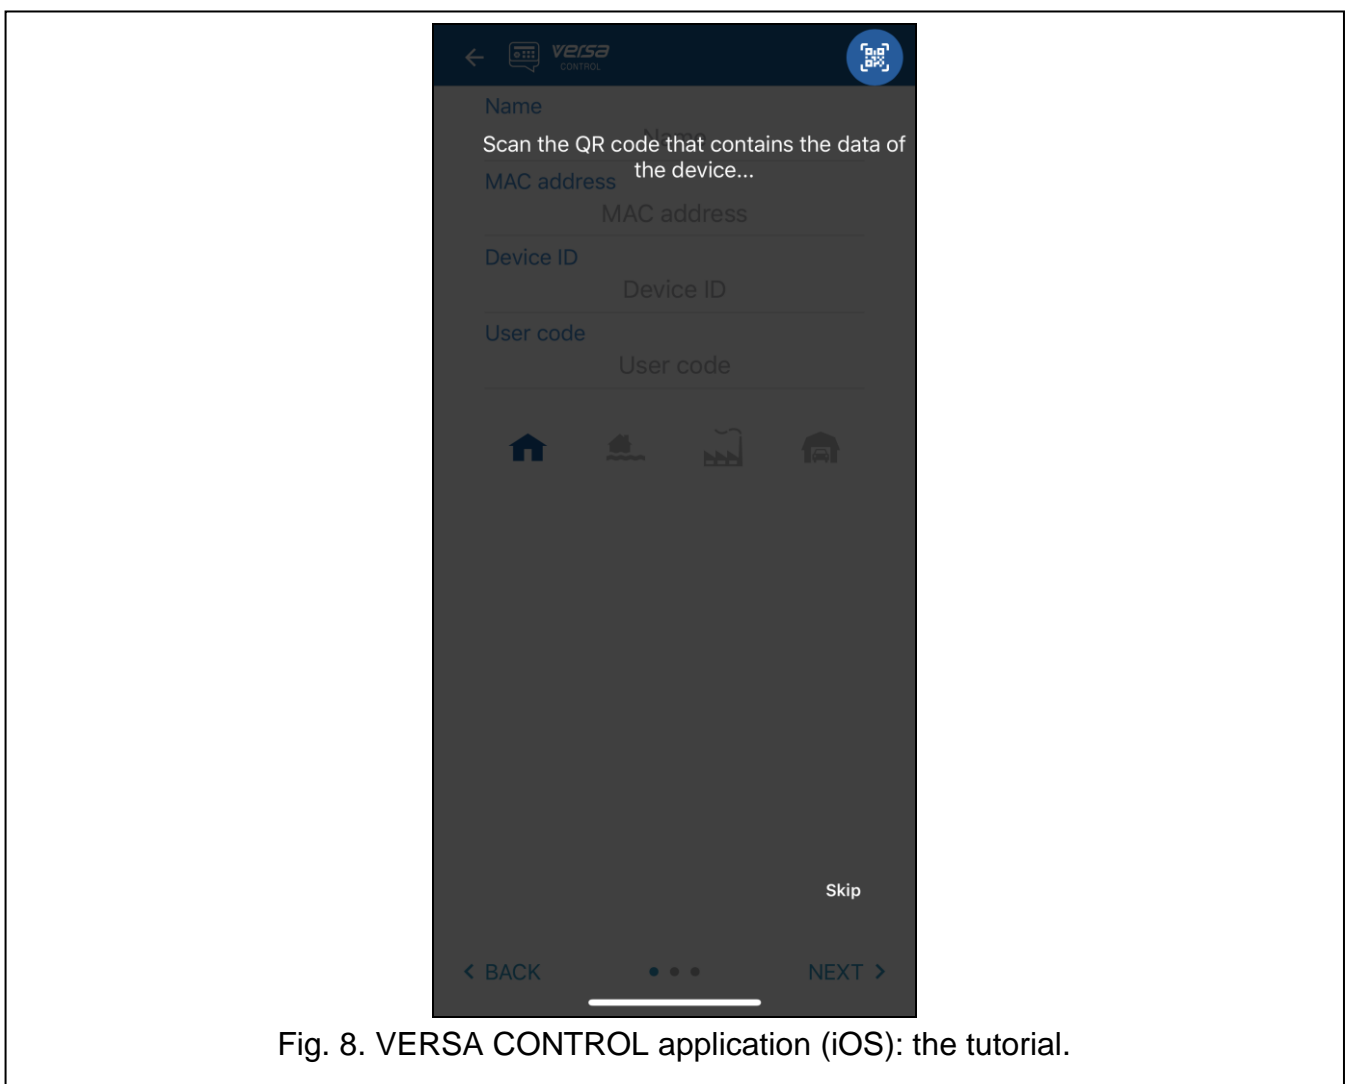 VERSA
CONTROL
Name
Name
Scan the QR code that contains the data of
the device...
MAC address
MAC address
Device ID
Device ID
User code
User code
Skip
BACK
NEXT
Fig. 8. VERSA CONTROL application (iOS): the tutorial.